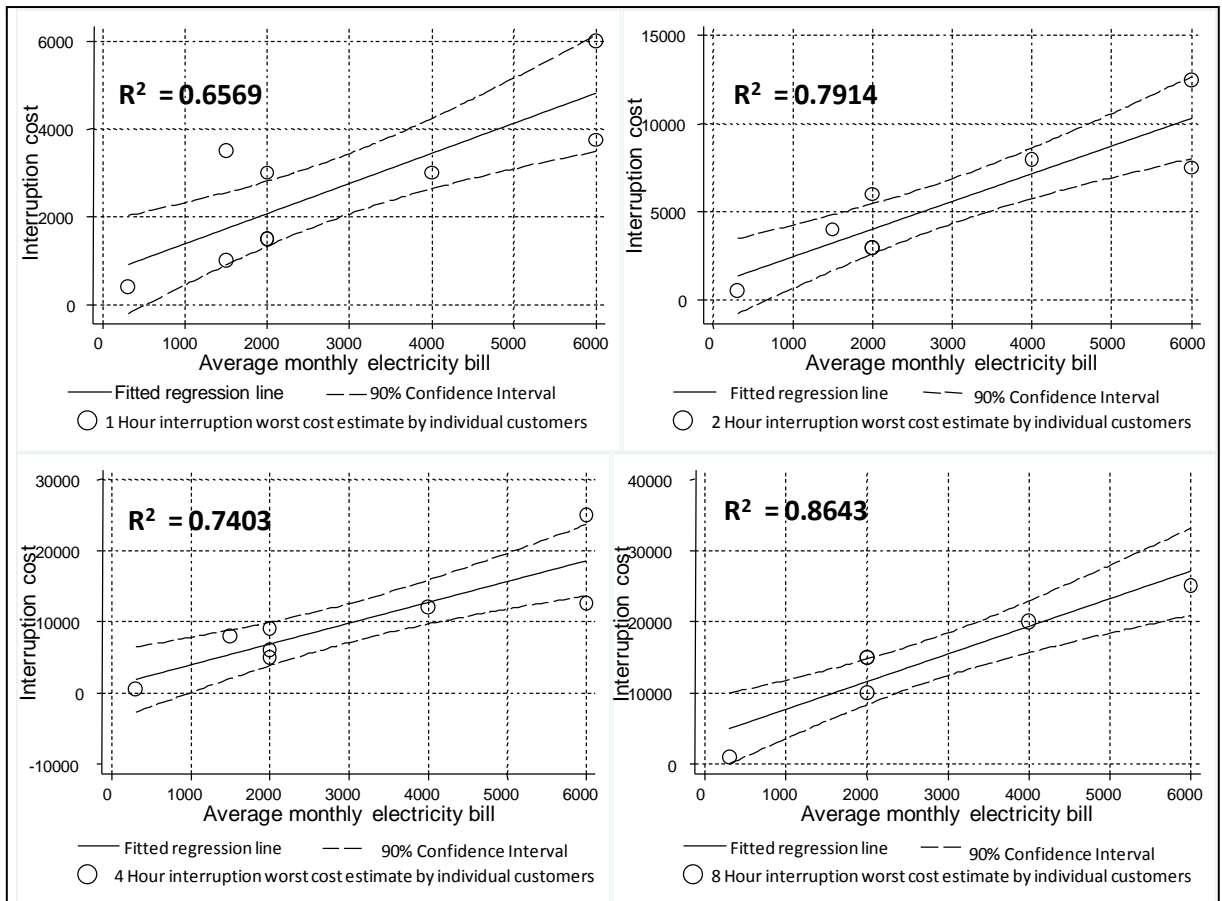 6000
4000
2000
0
Interruption cost
R² = 0.6569
0 1000 2000 3000 4000 5000 6000
Average monthly electricity bill
Fitted regression line 90% Confidence Interval
1 Hour interruption worst cost estimate by individual customers
15000
10000
5000
0
Interruption cost
R² = 0.7914
0 1000 2000 3000 4000 5000 6000
Average monthly electricity bill
Fitted regression line 90% Confidence Interval
2 Hour interruption worst cost estimate by individual customers
30000
20000
10000
0
-10000
Interruption cost
R² = 0.7403
0 1000 2000 3000 4000 5000 6000
Average monthly electricity bill
Fitted regression line 90% Confidence Interval
4 Hour interruption worst cost estimate by individual customers
40000
30000
20000
10000
0
Interruption cost
R² = 0.8643
0 1000 2000 3000 4000 5000 6000
Average monthly electricity bill
Fitted regression line 90% Confidence Interval
8 Hour interruption worst cost estimate by individual customers